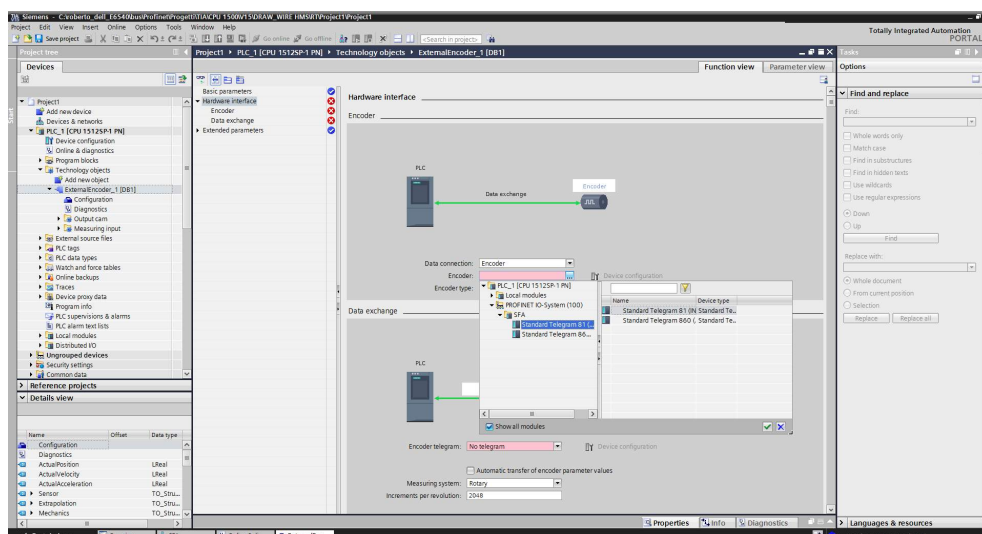 Siemens - C:\roberto_dell_E6540\bus\Profinet\Progetti\TIA\CPU 1500\V15\DRAW_WIRE HMS\RT\Project1\Project1
Project Edit View Insert Online Options Tools Window Help
Totally Integrated Automation
PORTAL
Save project
Go online
Go offline
<Search in project>
Project tree
Project1 ▸ PLC_1 [CPU 1512SP-1 PN] ▸ Technology objects ▸ ExternalEncoder_1 [DB1]
Tasks
Devices
Function view
Parameter view
Options
Start
Project1
Add new device
Devices & networks
PLC_1 [CPU 1512SP-1 PN]
Device configuration
Online & diagnostics
Program blocks
Technology objects
Add new object
ExternalEncoder_1 [DB1]
Configuration
Diagnostics
Output cam
Measuring input
External source files
PLC tags
PLC data types
Watch and force tables
Online backups
Traces
Device proxy data
Program info
PLC supervisions & alarms
PLC alarm text lists
Local modules
Distributed I/O
Ungrouped devices
Security settings
Common data
Reference projects
Details view
Name Offset Data type
Configuration
Diagnostics
ActualPosition LReal
ActualVelocity LReal
ActualAcceleration LReal
Sensor TO_Stru...
Extrapolation TO_Stru...
Mechanics TO_Stru...
Basic parameters
Hardware interface
Encoder
Data exchange
Extended parameters
Hardware interface
Encoder
PLC
Data exchange
Encoder
Data connection: Encoder
Encoder:
Device configuration
Encoder type:
PLC_1 [CPU 1512SP-1 PN]
Local modules
PROFINET IO-System (100)
SFA
Standard Telegram 81 (...
Standard Telegram 86...
Name Device type
Standard Telegram 81 (IN Standard Te..
Standard Telegram 860 (. Standard Te..
Show all modules
Data exchange
PLC
Encoder telegram: No telegram
Device configuration
Automatic transfer of encoder parameter values
Measuring system: Rotary
Increments per revolution: 2048
Properties
Info
Diagnostics
Find and replace
Find:
Whole words only
Match case
Find in substructures
Find in hidden texts
Use wildcards
Use regular expressions
Down
Up
Find
Replace with:
Whole document
From current position
Selection
Replace
Replace all
Languages & resources